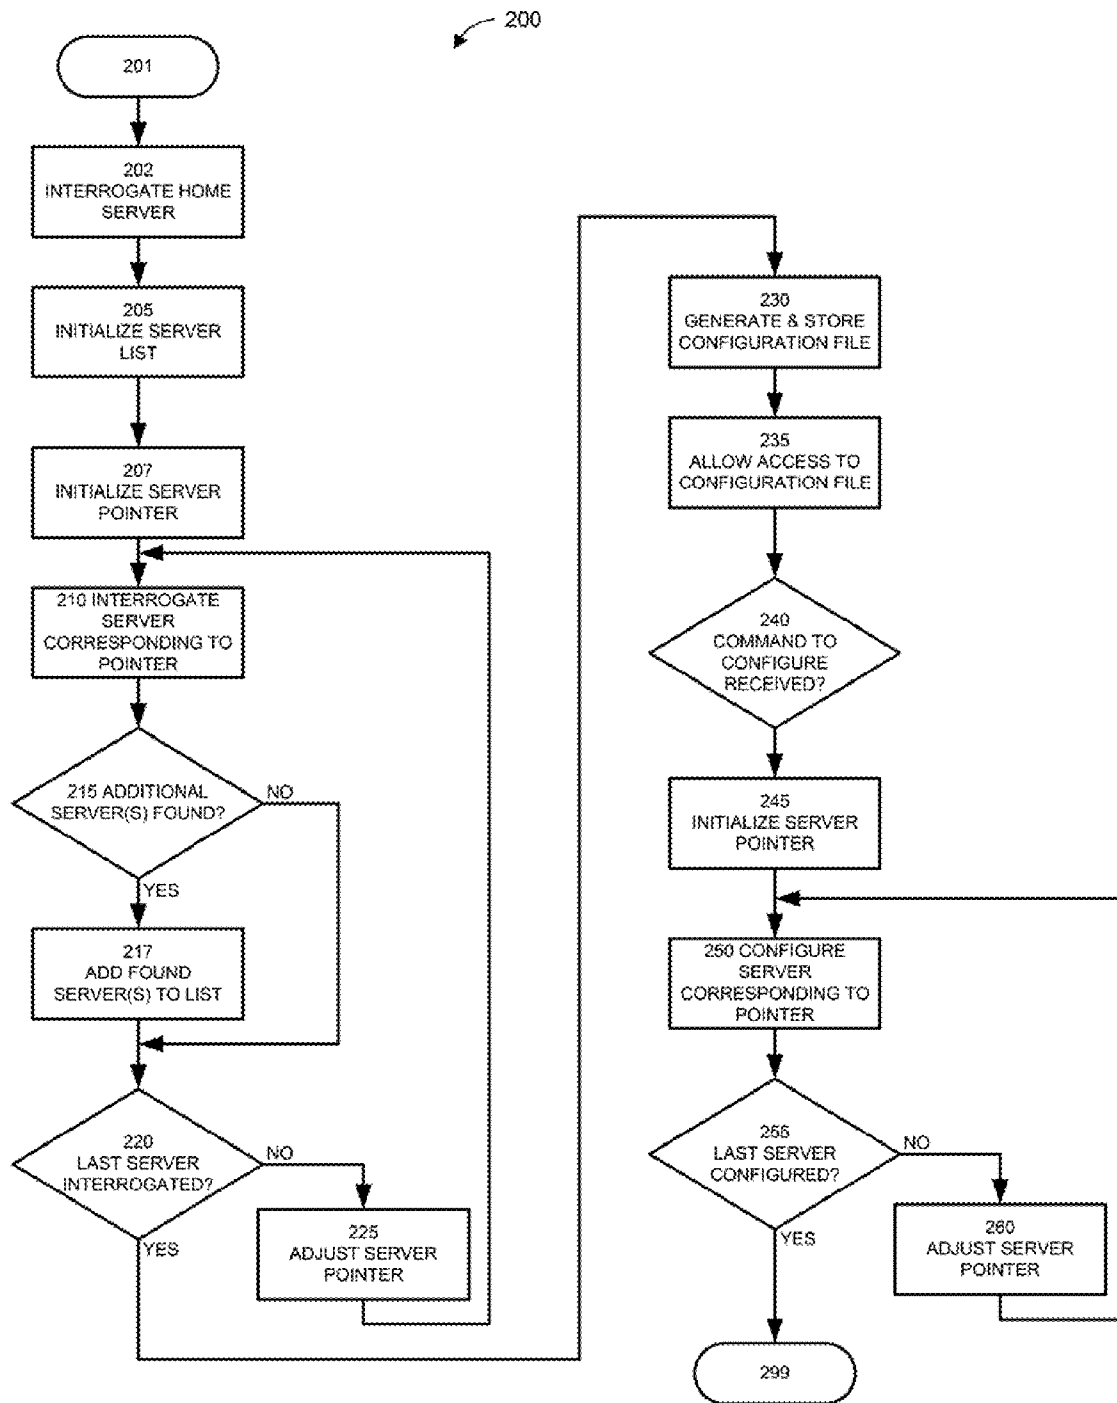 200
201
202
INTERROGATE HOME
SERVER
205
INITIALIZE SERVER
LIST
207
INITIALIZE SERVER
POINTER
210 INTERROGATE
SERVER
CORRESPONDING TO
POINTER
215 ADDITIONAL
SERVER(S) FOUND?
NO
YES
217
ADD FOUND
SERVER(S) TO LIST
220
LAST SERVER
INTERROGATED?
NO
YES
225
ADJUST SERVER
POINTER
230
GENERATE & STORE
CONFIGURATION FILE
235
ALLOW ACCESS TO
CONFIGURATION FILE
240
COMMAND TO
CONFIGURE
RECEIVED?
245
INITIALIZE SERVER
POINTER
250 CONFIGURE
SERVER
CORRESPONDING TO
POINTER
255
LAST SERVER
CONFIGURED?
NO
YES
260
ADJUST SERVER
POINTER
299